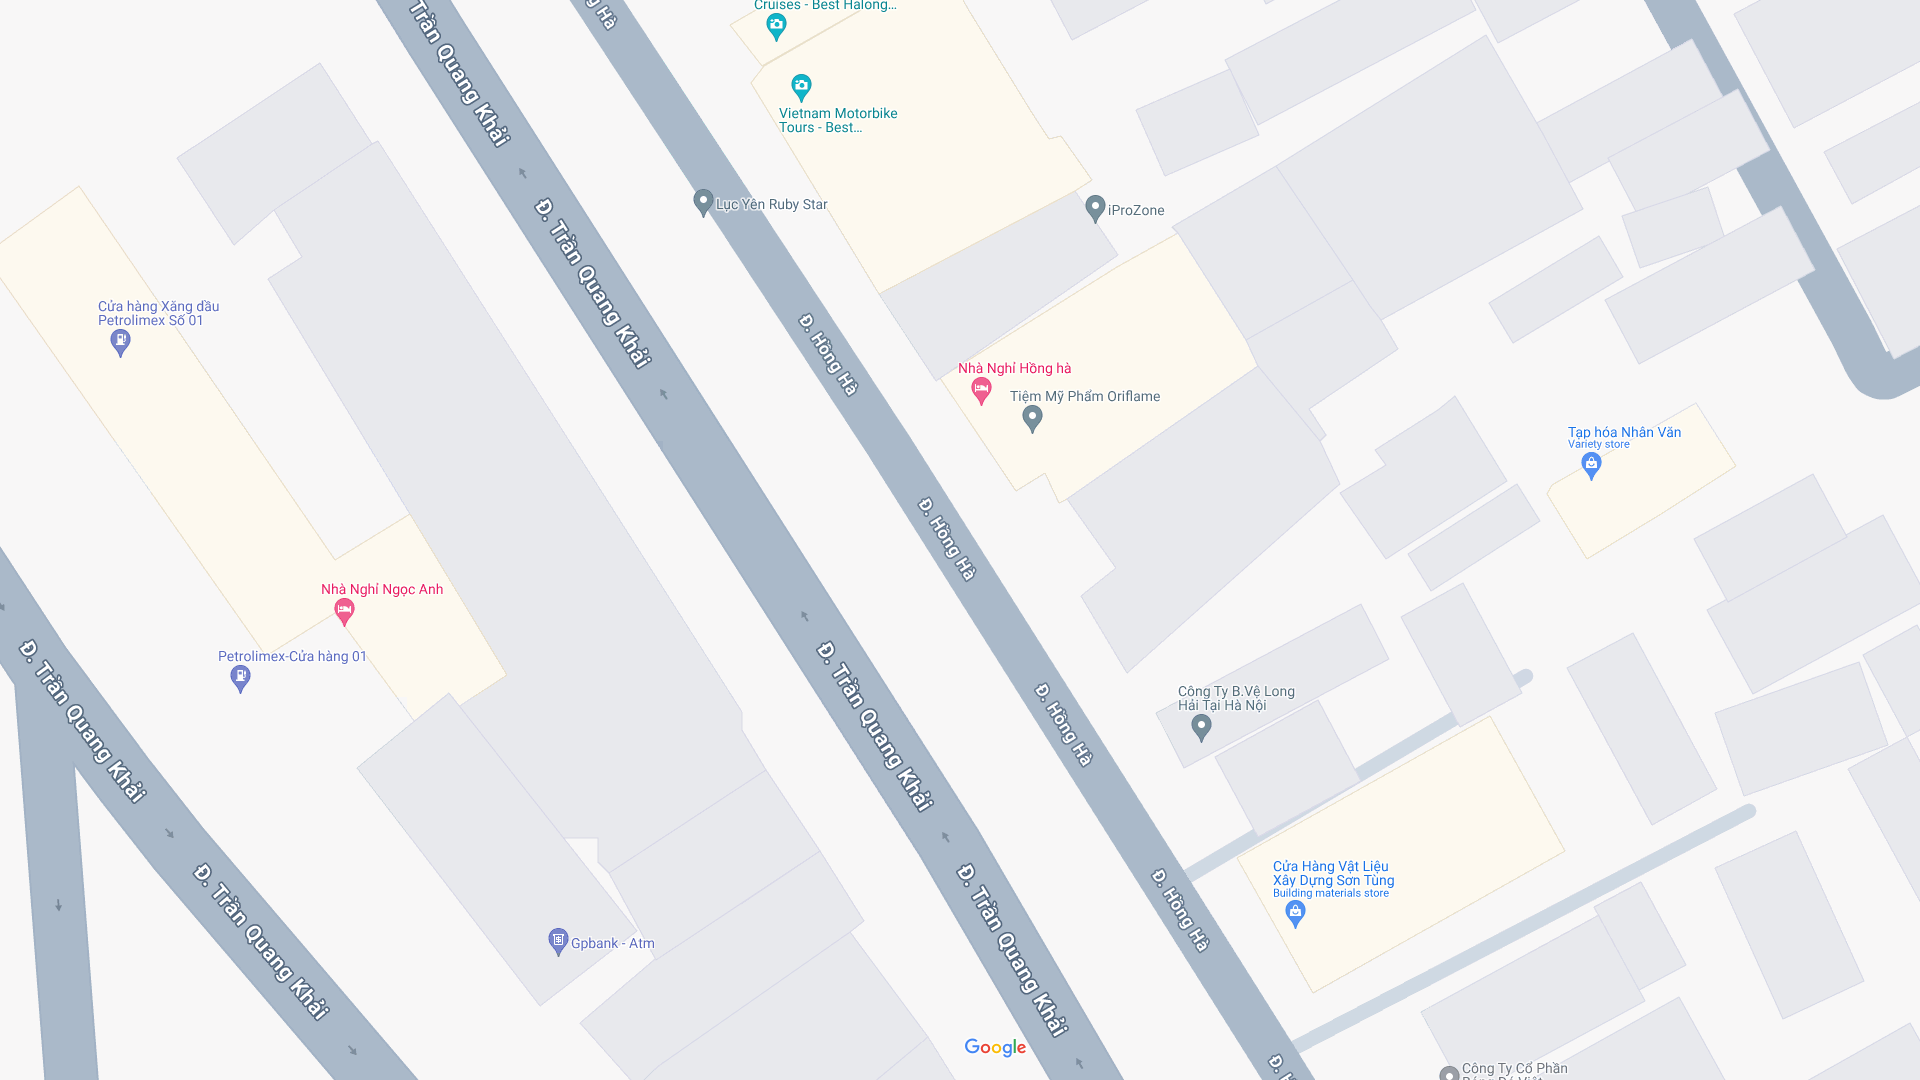 Cruises - Best Halong...
g Hà
Trần Quang Khải
Vietnam Motorbike
Tours - Best...
Lục Yên Ruby Star
iProZone
Đ. Trần Quang Khải
Cửa hàng Xăng dầu
Petrolimex Số 01
Đ. Hồng Hà
Nhà Nghỉ Hồng hà
Tiệm Mỹ Phẩm Oriflame
Tạp hóa Nhân Văn
Variety store
Đ. Hồng Hà
Nhà Nghỉ Ngọc Anh
Petrolimex-Cửa hàng 01
Đ. Trần Quang Khải
Đ. Trần Quang Khải
Đ. Hồng Hà
Công Ty B.Vệ Long
Hải Tại Hà Nội
Cửa Hàng Vật Liệu
Xây Dựng Sơn Tùng
Building materials store
Đ. Hồng Hà
Gpbank - Atm
Đ. Trần Quang Khải
Đ. Trần Quang Khải
Google
Đ. H
Công Ty Cổ Phần